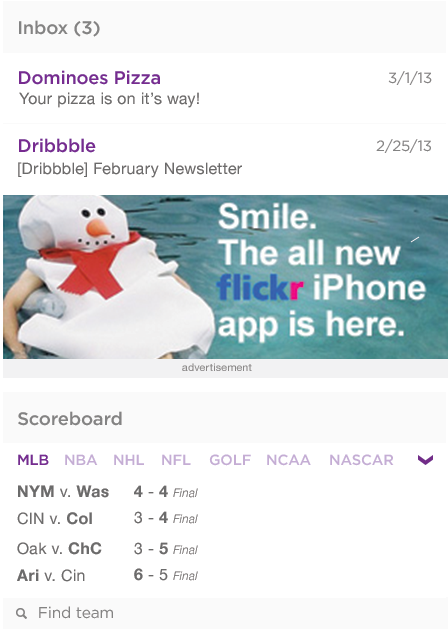 Inbox (3)
Dominoes Pizza 3/1/13
Your pizza is on it's way!
Dribbble 2/25/13
[Dribbble] February Newsletter
Smile.
The all new
flickr iPhone
app is here.
advertisement
Scoreboard
MLB NBA NHL NFL GOLF NCAA NASCAR
NYM v. Was 4 - 4 Final
CIN v. Col 3 - 4 Final
Oak v. ChC 3 - 5 Final
Ari v. Cin 6 - 5 Final
Find team